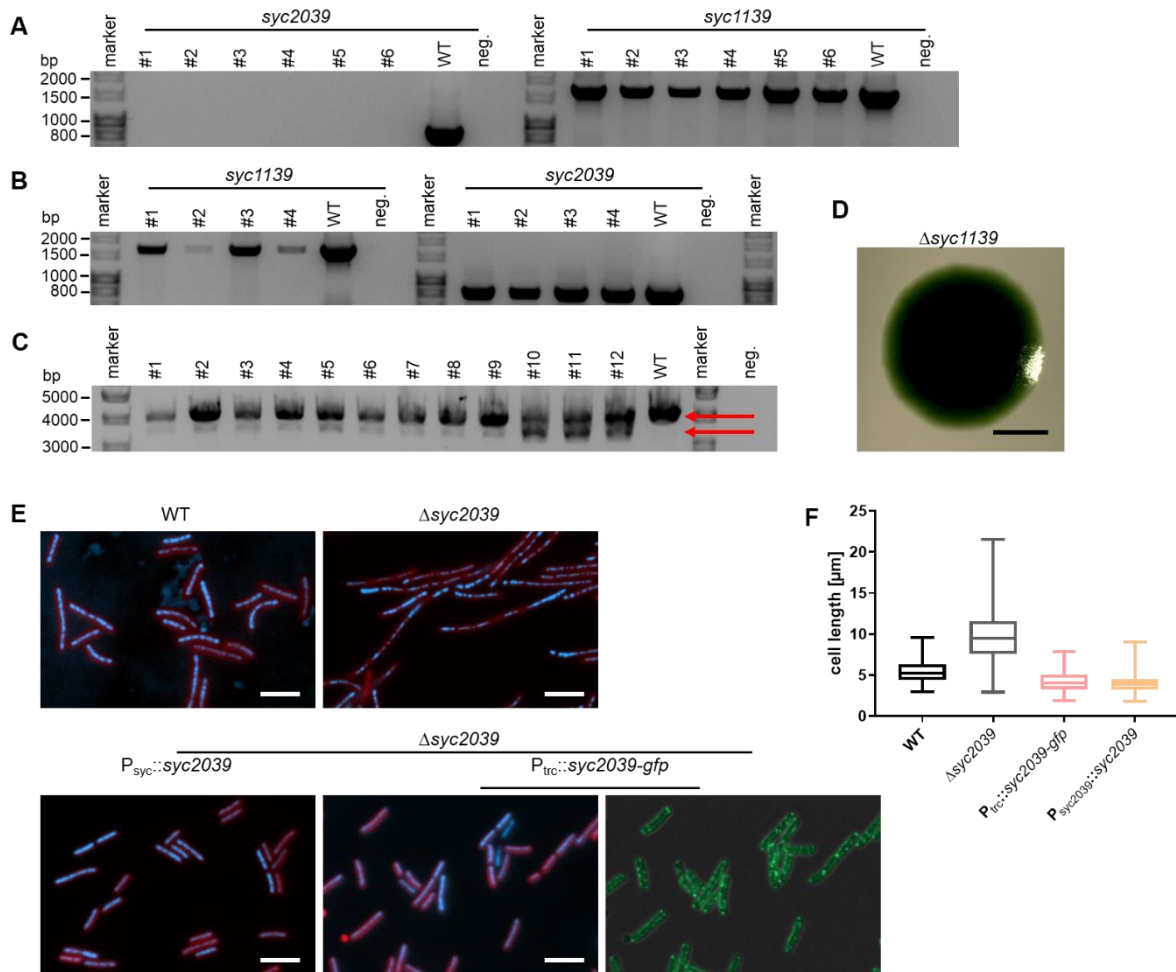 A
syc2039
syc1139
bp
marker
#1
#2
#3
#4
#5
#6
WT
neg.
marker
#1
#2
#3
#4
#5
#6
WT
neg.
2000
1500
1000
800
B
syc1139
syc2039
bp
marker
#1
#2
#3
#4
WT
neg.
marker
#1
#2
#3
#4
WT
neg.
marker
2000
1500
1000
800
C
bp
marker
#1
#2
#3
#4
#5
#6
#7
#8
#9
#10
#11
#12
WT
marker
neg.
5000
4000
3000
D
Δsyc1139
E
WT
Δsyc2039
Δsyc2039
Psyc::syc2039
Ptrc::syc2039-gfp
F
cell length [µm]
25
20
15
10
5
0
WT
Δsyc2039
Ptrc::syc2039-gfp
Psyc2039::syc2039